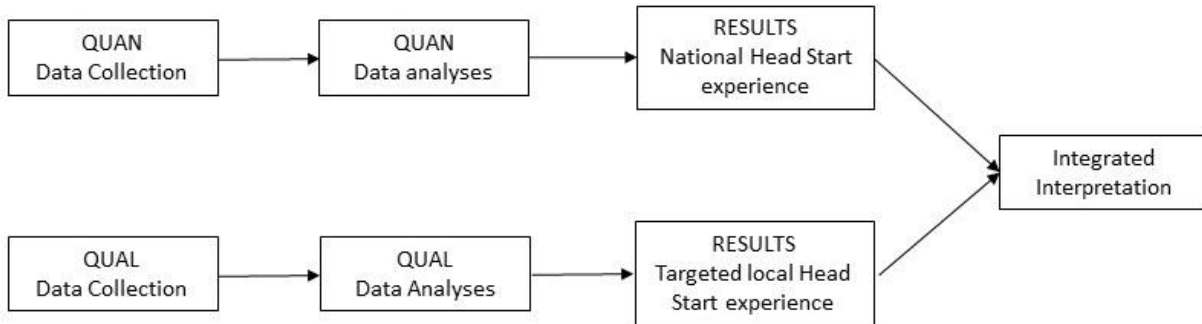 QUAN
Data Collection
QUAN
Data analyses
RESULTS
National Head Start
experience
Integrated
Interpretation
QUAL
Data Collection
QUAL
Data Analyses
RESULTS
Targeted local Head
Start experience